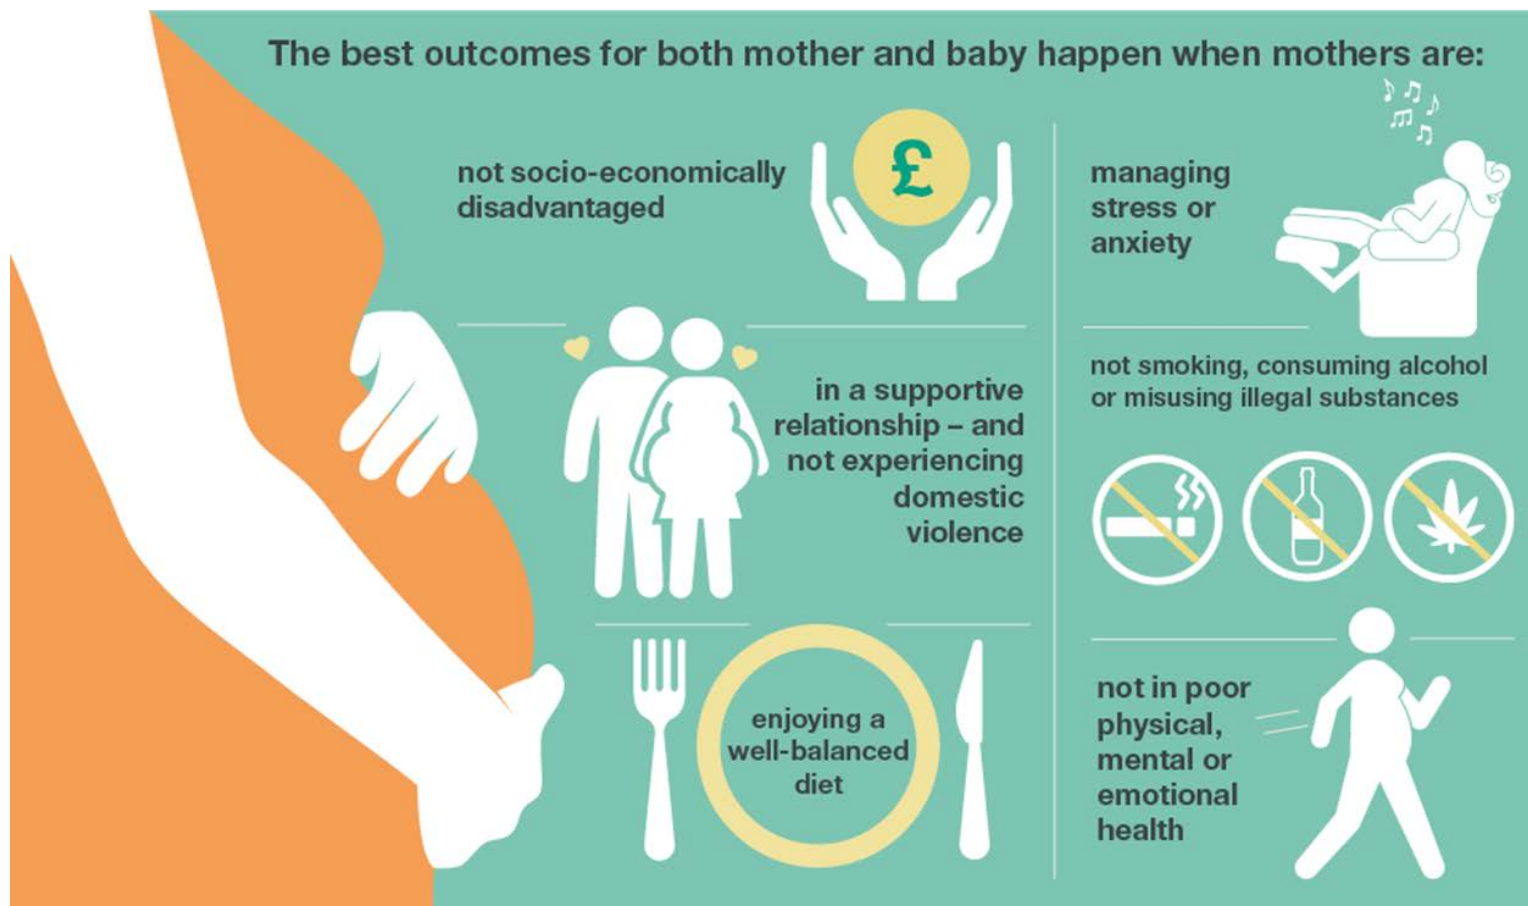 The best outcomes for both mother and baby happen when mothers are:
not socio-economically
disadvantaged
£
in a supportive
relationship – and
not experiencing
domestic
violence
enjoying a
well-balanced
diet
managing
stress or
anxiety
not smoking, consuming alcohol
or misusing illegal substances
not in poor
physical,
mental or
emotional
health